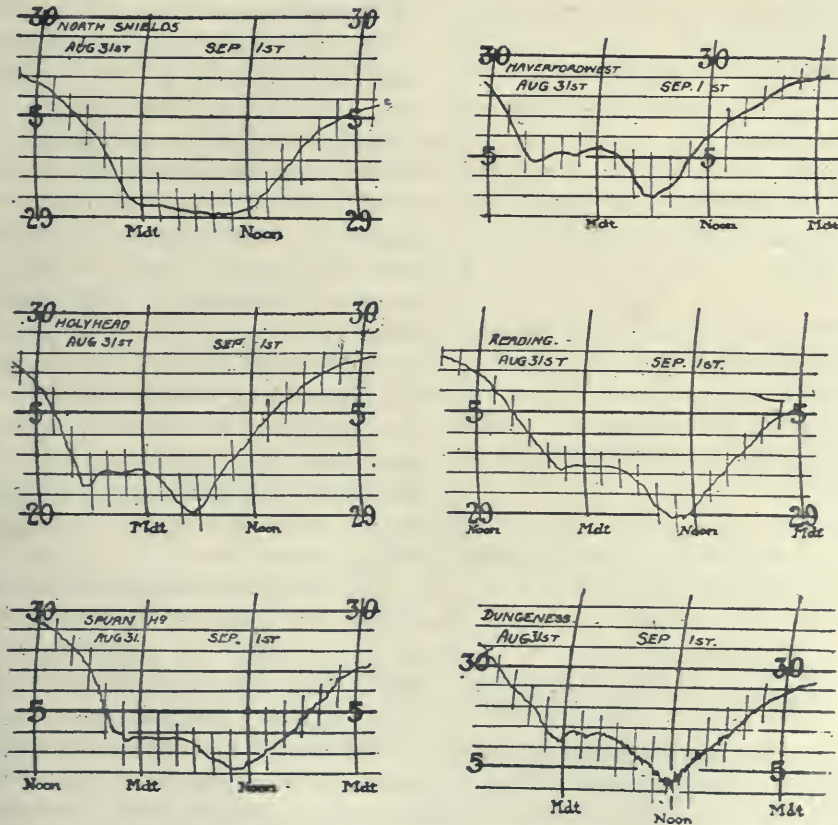 30 30
NORTH SHIELDS
AUG 31ST SEP 1ST
5 5
29 29
Mdt Noon
30 30
HAVERFORDWEST
AUG 31ST SEP. 1ST
5 5
Mdt Noon Mdt
30 30
HOLYHEAD
AUG 31ST SEP. 1ST
5 5
29 29
Mdt Noon
READING.
AUG 31ST SEP. 1ST.
5 5
29 29
Noon Mdt Noon Mdt
30 30
SPURN HD
AUG 31. SEP. 1ST
5 5
Noon Mdt Noon Mdt
DUNGENESS.
AUG 31ST SEP 1ST.
30 30
5 5
Mdt Noon Mdt